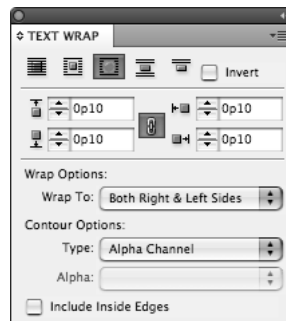 TEXT WRAP
Invert
0p10 0p10
0p10 0p10
Wrap Options:
Wrap To: Both Right & Left Sides
Contour Options:
Type: Alpha Channel
Alpha:
Include Inside Edges